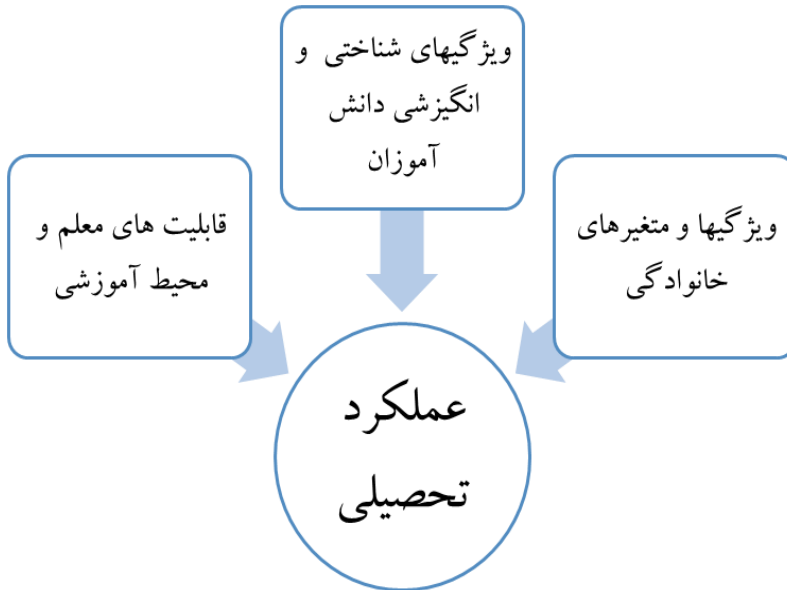 ویژگیهای شناختی و
انگیزشی دانش
آموزان
ویژگیها و متغیرهای
خانوادگی
قابلیت های معلم و
محیط آموزشی
عملکرد
تحصیلی